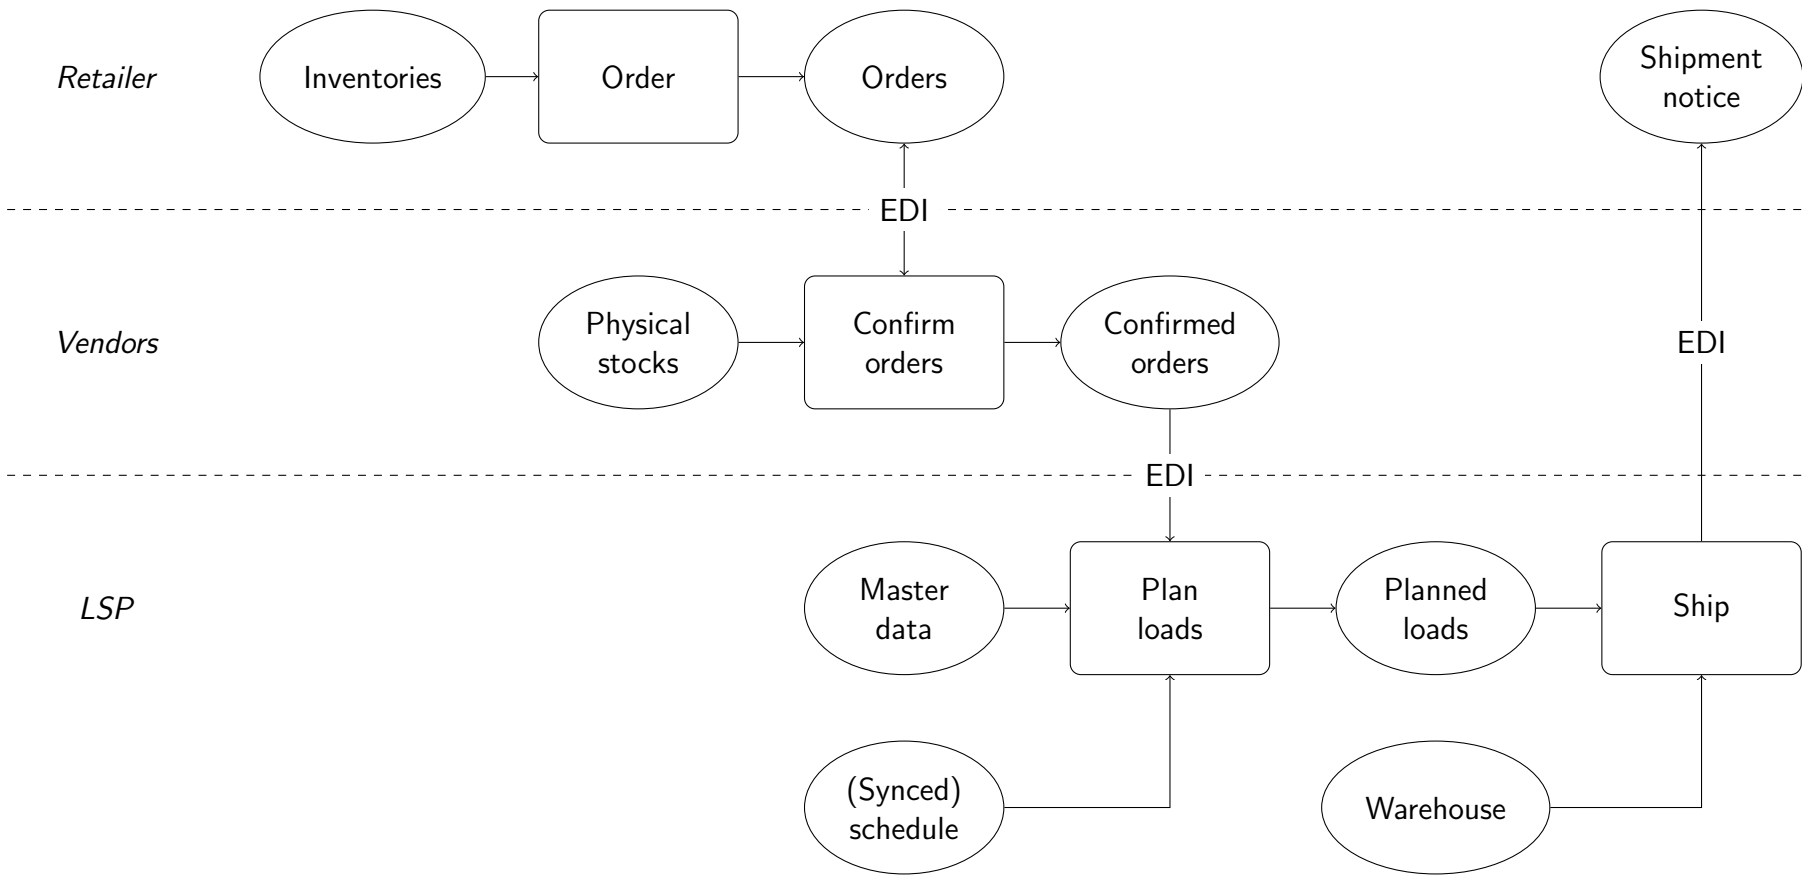 Retailer
Inventories
Order
Orders
Shipment
notice
EDI
Vendors
Physical
stocks
Confirm
orders
Confirmed
orders
EDI
EDI
LSP
Master
data
Plan
loads
Planned
loads
Ship
(Synced)
schedule
Warehouse